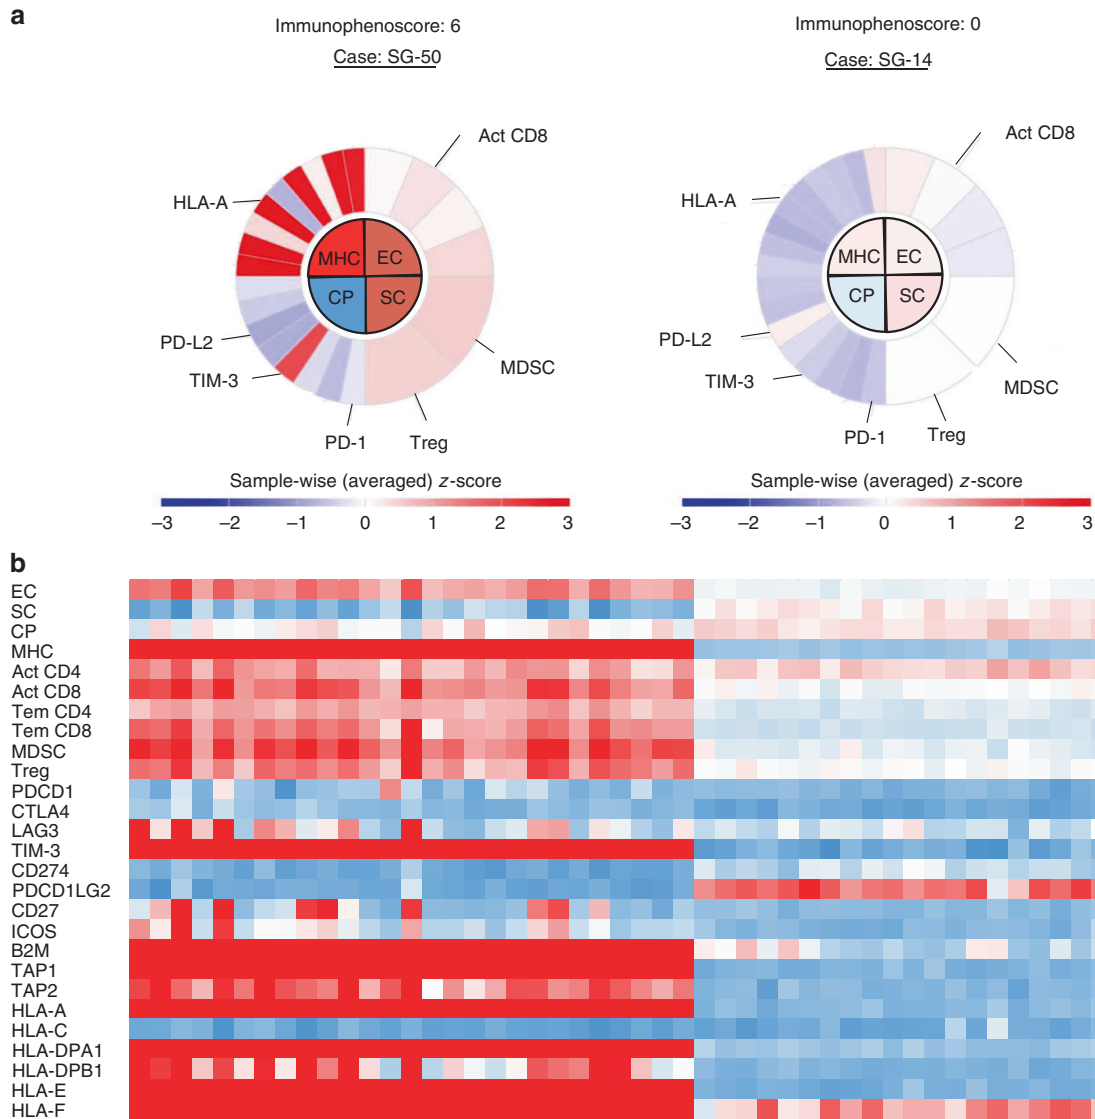 a
Immunophenoscore: 6
Case: SG-50
Immunophenoscore: 0
Case: SG-14
Act CD8
HLA-A
MHC
EC
CP
SC
PD-L2
TIM-3
MDSC
PD-1
Treg
Act CD8
HLA-A
MHC
EC
CP
SC
PD-L2
TIM-3
MDSC
PD-1
Treg
Sample-wise (averaged) z-score
–3 –2 –1 0 1 2 3
Sample-wise (averaged) z-score
–3 –2 –1 0 1 2 3
b
EC
SC
CP
MHC
Act CD4
Act CD8
Tem CD4
Tem CD8
MDSC
Treg
PDCD1
CTLA4
LAG3
TIM-3
CD274
PDCD1LG2
CD27
ICOS
B2M
TAP1
TAP2
HLA-A
HLA-C
HLA-DPA1
HLA-DPB1
HLA-E
HLA-F